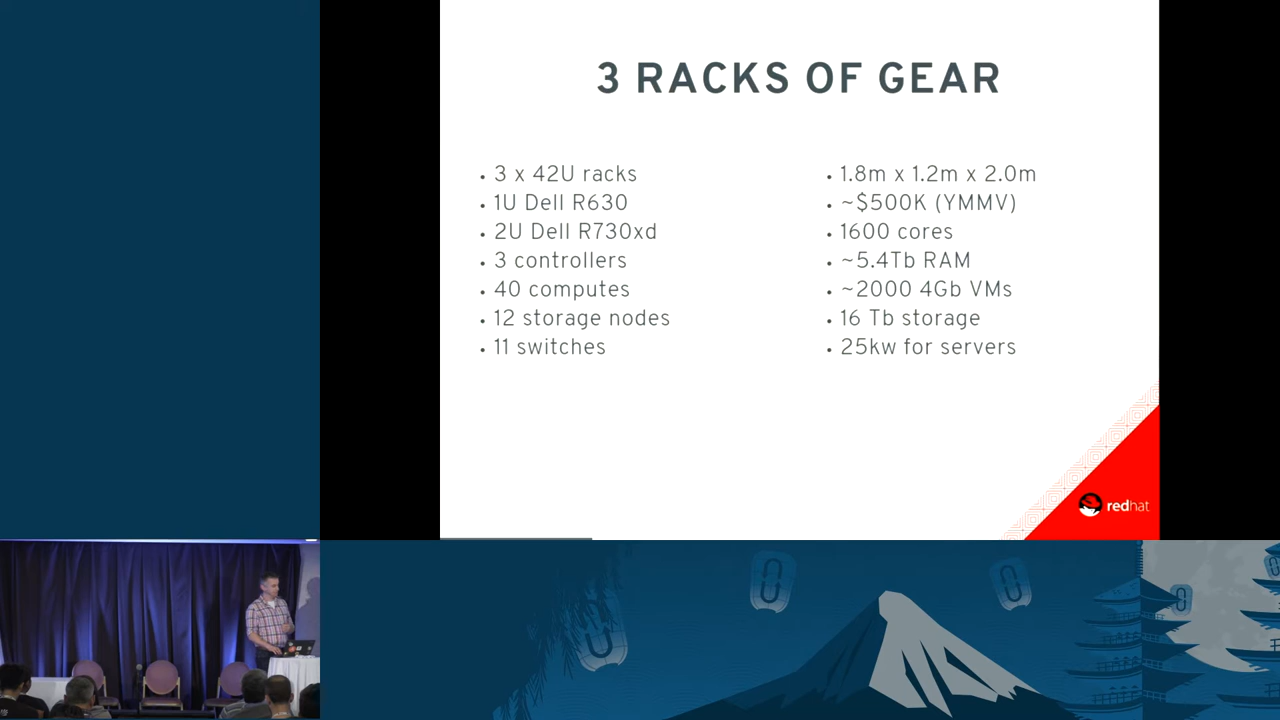 3 RACKS OF GEAR
• 3 x 42U racks
• 1U Dell R630
• 2U Dell R730xd
• 3 controllers
• 40 computes
• 12 storage nodes
• 11 switches
• 1.8m x 1.2m x 2.0m
• ~$500K (YMMV)
• 1600 cores
• ~5.4Tb RAM
• ~2000 4Gb VMs
• 16 Tb storage
• 25kw for servers
redhat